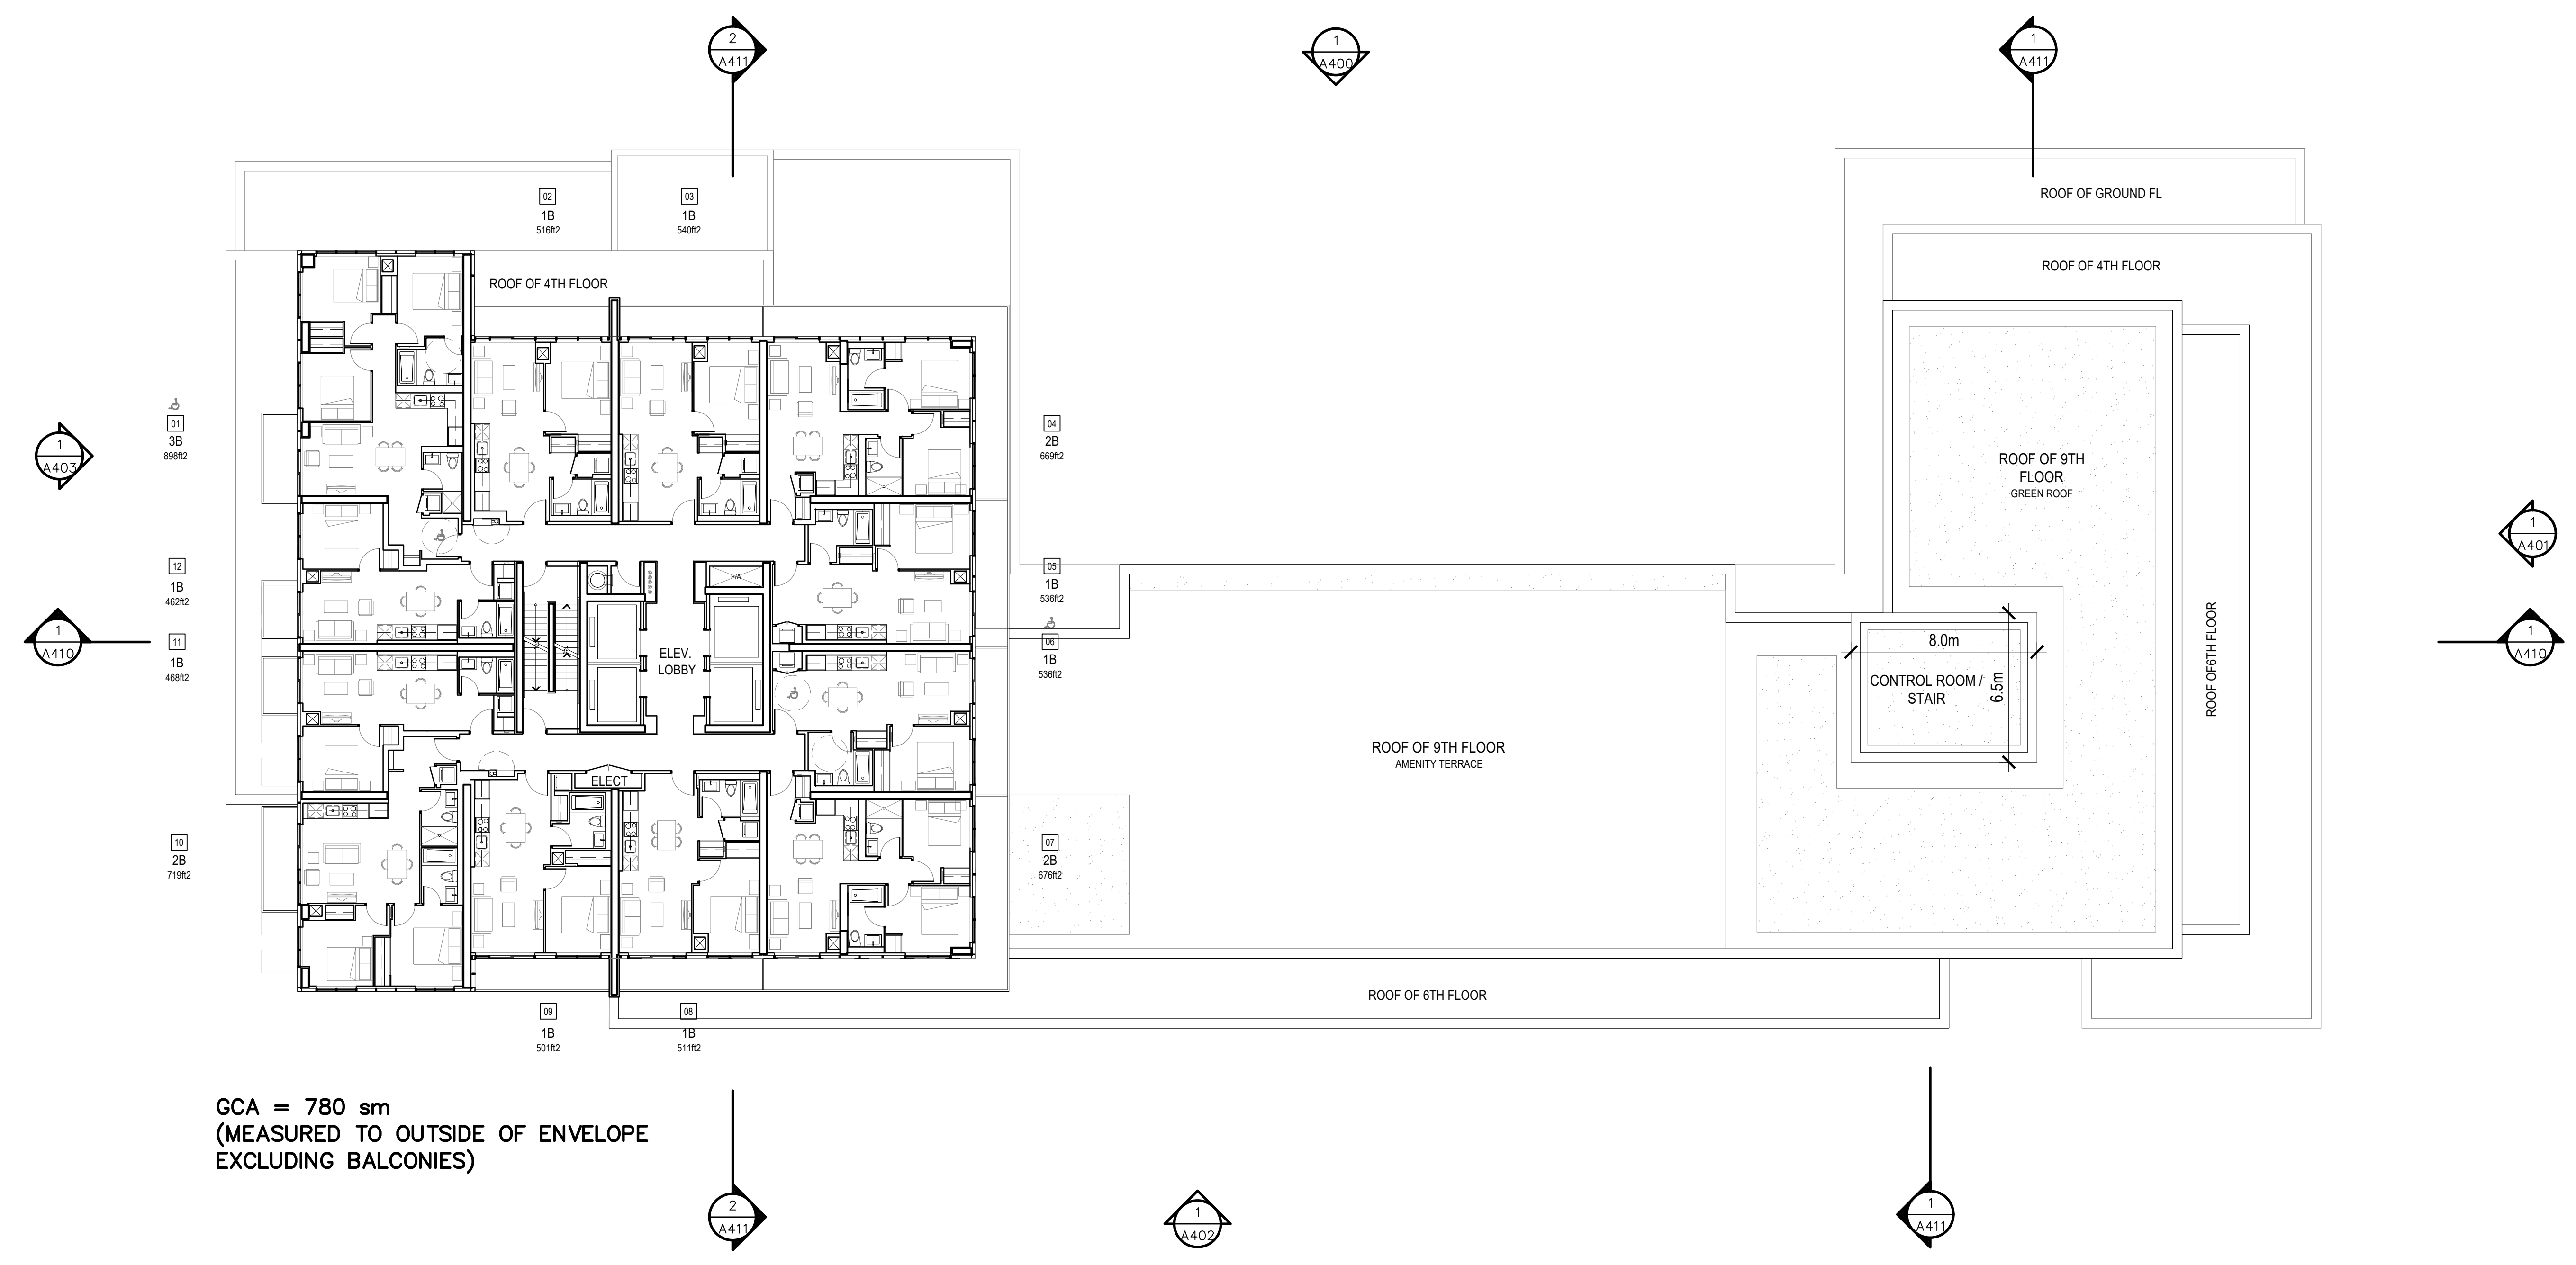 2
A411
1
A400
1
A411
02
1B
516ft2
03
1B
540ft2
ROOF OF GROUND FL
ROOF OF 4TH FLOOR
ROOF OF 4TH FLOOR
01
3B
898ft2
04
2B
669ft2
1
A403
ROOF OF 9TH
FLOOR
GREEN ROOF
1
A401
12
1B
462ft2
05
1B
536ft2
F/A
1
A410
11
1B
468ft2
ELEV.
LOBBY
06
1B
536ft2
8.0m
CONTROL ROOM /
STAIR
6.5m
ROOF OF6TH FLOOR
1
A410
ROOF OF 9TH FLOOR
AMENITY TERRACE
ELECT
10
2B
719ft2
07
2B
676ft2
ROOF OF 6TH FLOOR
09
1B
501ft2
08
1B
511ft2
GCA = 780 sm
(MEASURED TO OUTSIDE OF ENVELOPE
EXCLUDING BALCONIES)
2
A411
1
A402
1
A411